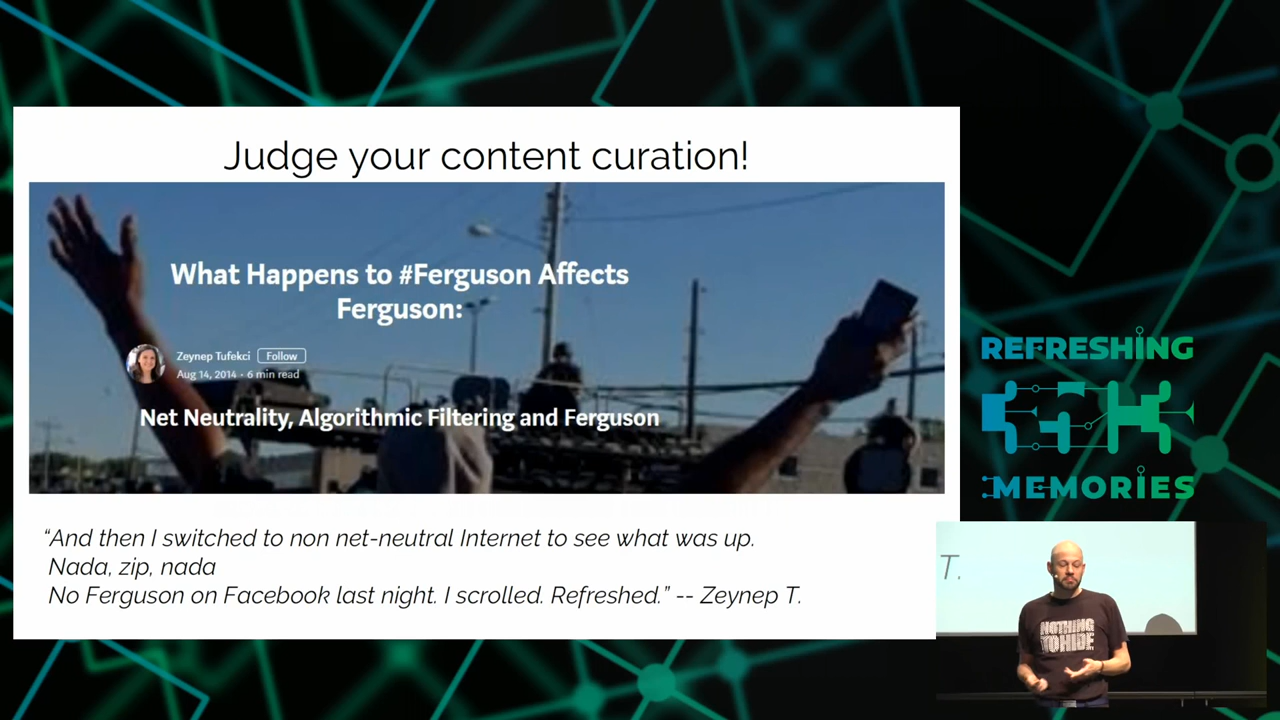 Judge your content curation!
What Happens to #Ferguson Affects
Ferguson:
Zeynep Tufekci Follow
Aug 14, 2014 · 6 min read
Net Neutrality, Algorithmic Filtering and Ferguson
“And then I switched to non net-neutral Internet to see what was up.
Nada, zip, nada
No Ferguson on Facebook last night. I scrolled. Refreshed.” -- Zeynep T.
REFRESHING
MEMORIES
T.
NOTHING
TO HIDE